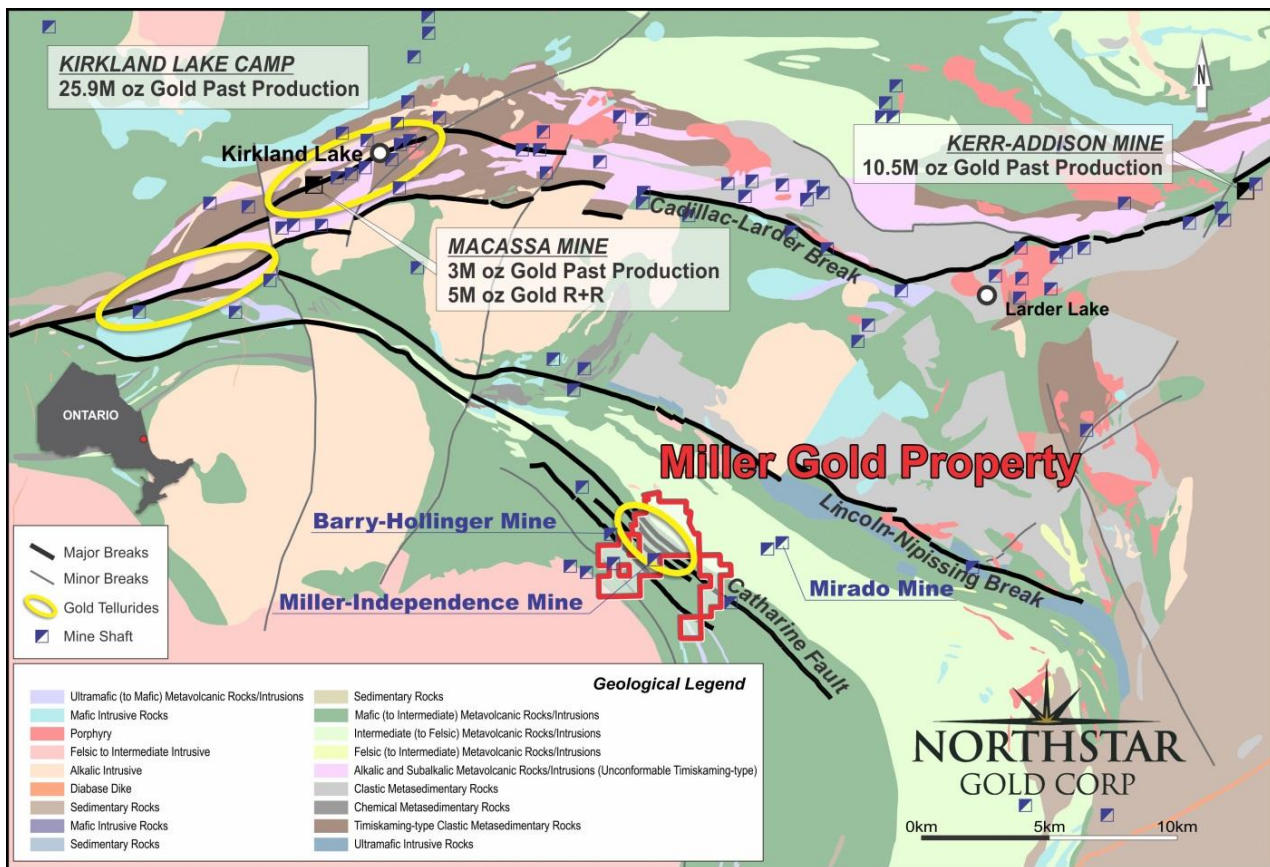 KIRKLAND LAKE CAMP
25.9M oz Gold Past Production
N
KERR-ADDISON MINE
10.5M oz Gold Past Production
Kirkland Lake
Cadillac-Larder Break
MACASSA MINE
3M oz Gold Past Production
5M oz Gold R+R
Larder Lake
ONTARIO
Miller Gold Property
Lincoln-Nipissing Break
Barry-Hollinger Mine
Miller-Independence Mine
Mirado Mine
Catharine Fault
Major Breaks
Minor Breaks
Gold Tellurides
Mine Shaft
Geological Legend
Ultramafic (to Mafic) Metavolcanic Rocks/Intrusions
Mafic Intrusive Rocks
Porphyry
Felsic to Intermediate Intrusive
Alkalic Intrusive
Diabase Dike
Sedimentary Rocks
Mafic Intrusive Rocks
Sedimentary Rocks
Sedimentary Rocks
Mafic (to Intermediate) Metavolcanic Rocks/Intrusions
Intermediate (to Felsic) Metavolcanic Rocks/Intrusions
Felsic (to Intermediate) Metavolcanic Rocks/Intrusions
Alkalic and Subalkalic Metavolcanic Rocks/Intrusions (Unconformable Timiskaming-type)
Clastic Metasedimentary Rocks
Chemical Metasedimentary Rocks
Timiskaming-type Clastic Metasedimentary Rocks
Ultramafic Intrusive Rocks
NORTHSTAR
GOLD CORP
0km 5km 10km